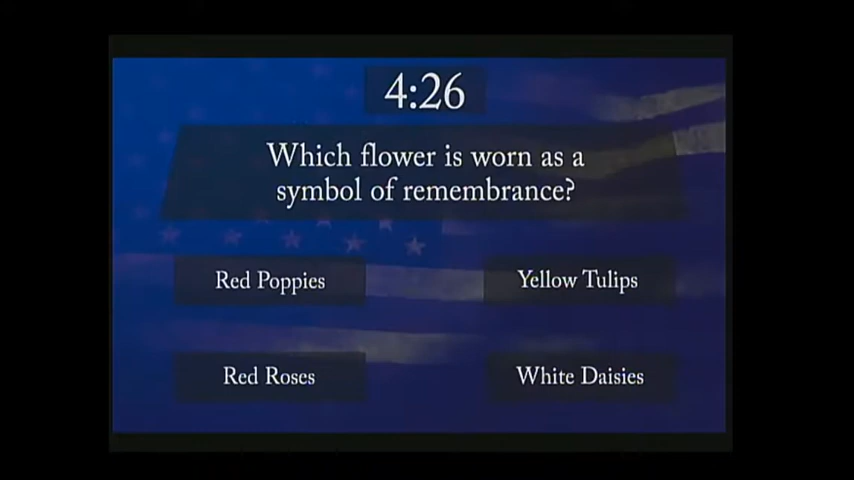 4:26
Which flower is worn as a
symbol of remembrance?
Red Poppies
Yellow Tulips
Red Roses
White Daisies